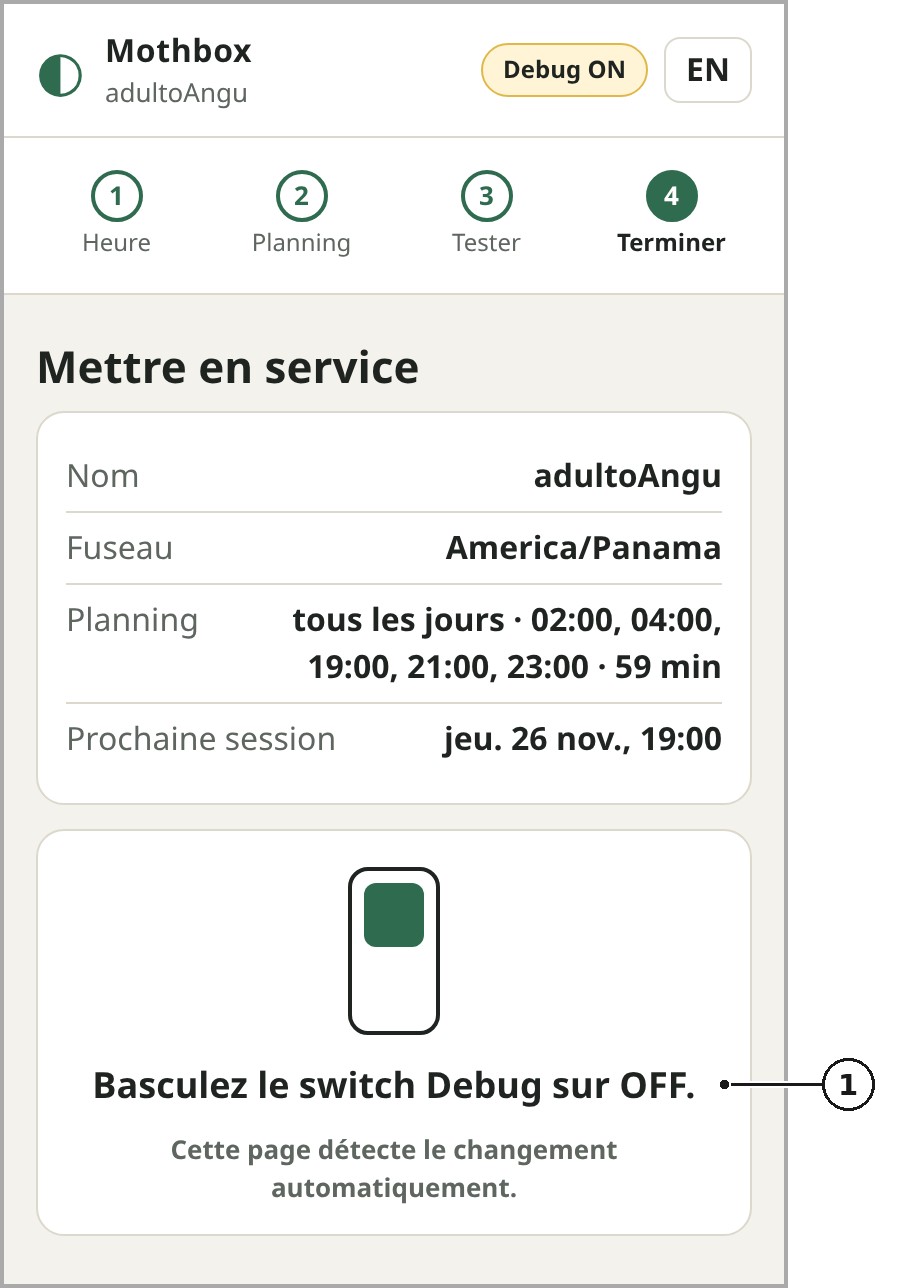 Mothbox
adultoAngu
Debug ON
EN
1
Heure
2
Planning
3
Tester
4
Terminer
Mettre en service
Nom
adultoAngu
Fuseau
America/Panama
Planning
tous les jours · 02:00, 04:00,
19:00, 21:00, 23:00 · 59 min
Prochaine session
jeu. 26 nov., 19:00
Basculez le switch Debug sur OFF.
1
Cette page détecte le changement
automatiquement.